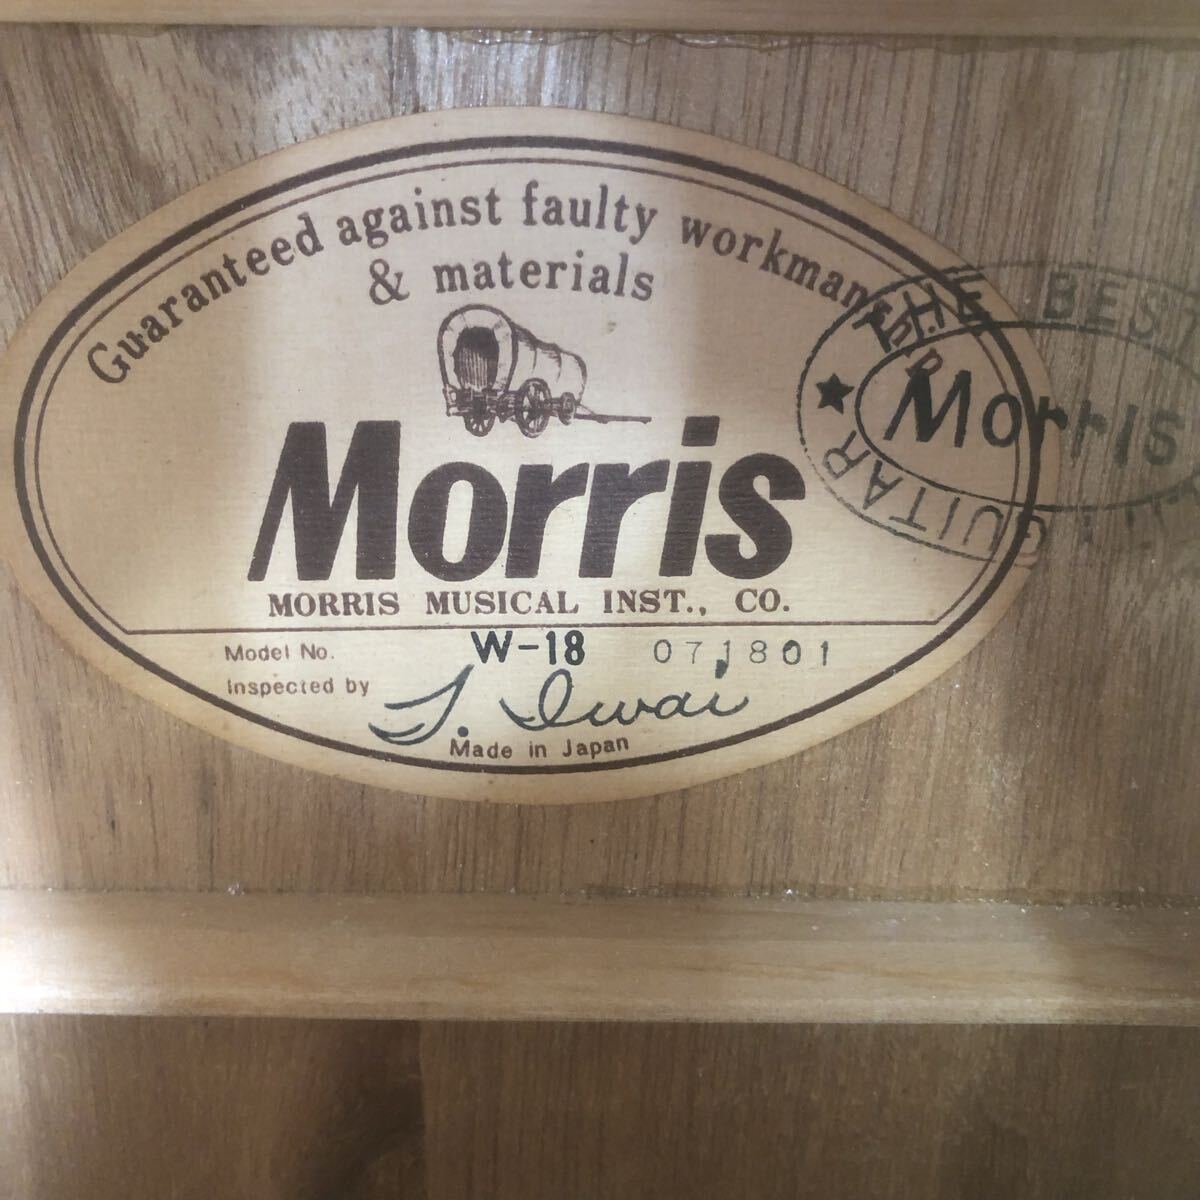 Guaranteed against faulty workmanship
& materials
Morris
MORRIS MUSICAL INST., CO.
Model No. W-18 071801
Inspected by T. Iwai
Made in Japan
THE BEST
Morris
GUITAR